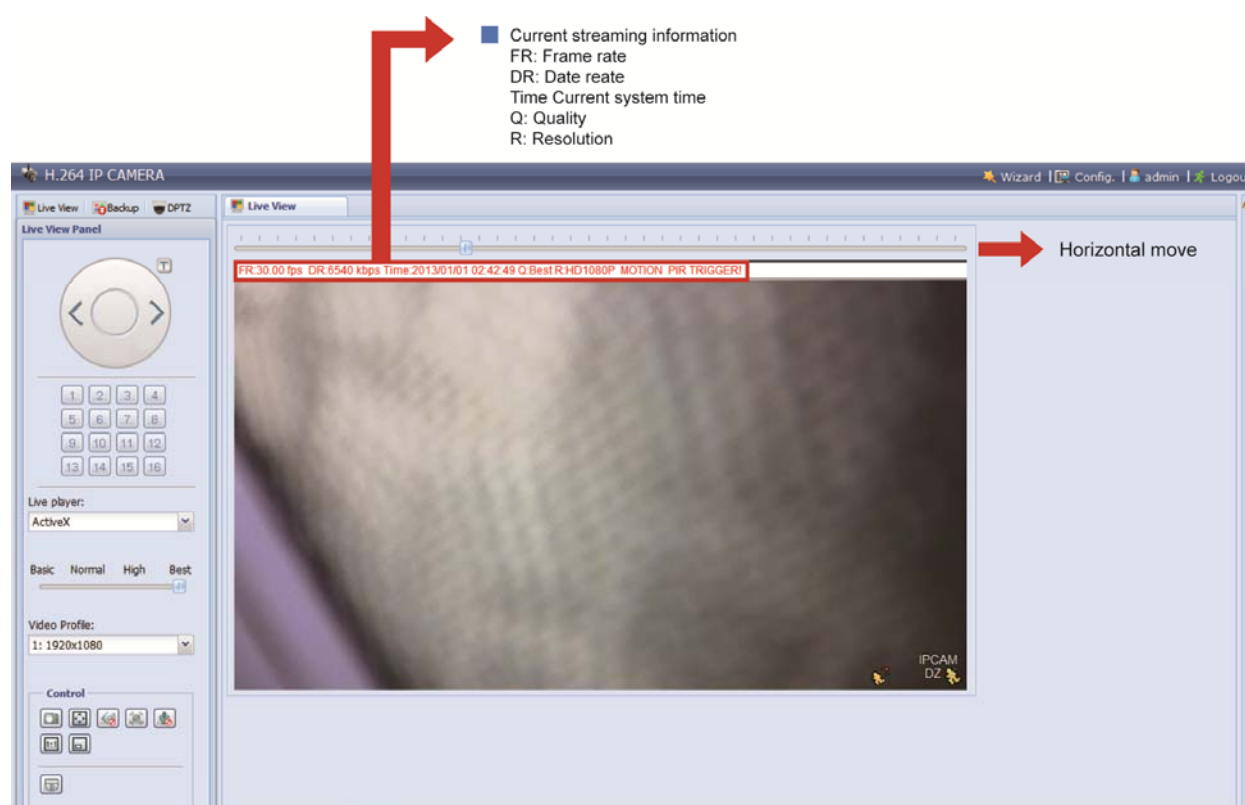 Current streaming information
FR: Frame rate
DR: Date reate
Time Current system time
Q: Quality
R: Resolution
H.264 IP CAMERA
Wizard | Config. | admin | Logou
Live View Backup DPTZ
Live View
Live View Panel
Horizontal move
T
FR:30.00 fps DR:6540 kbps Time:2013/01/01 02:42:49 Q:Best R:HD1080P MOTION PIR TRIGGER!
1 2 3 4
5 6 7 8
9 10 11 12
13 14 15 16
Live player:
ActiveX
Basic Normal High Best
Video Profile:
1: 1920x1080
IPCAM
DZ
Control
1:1